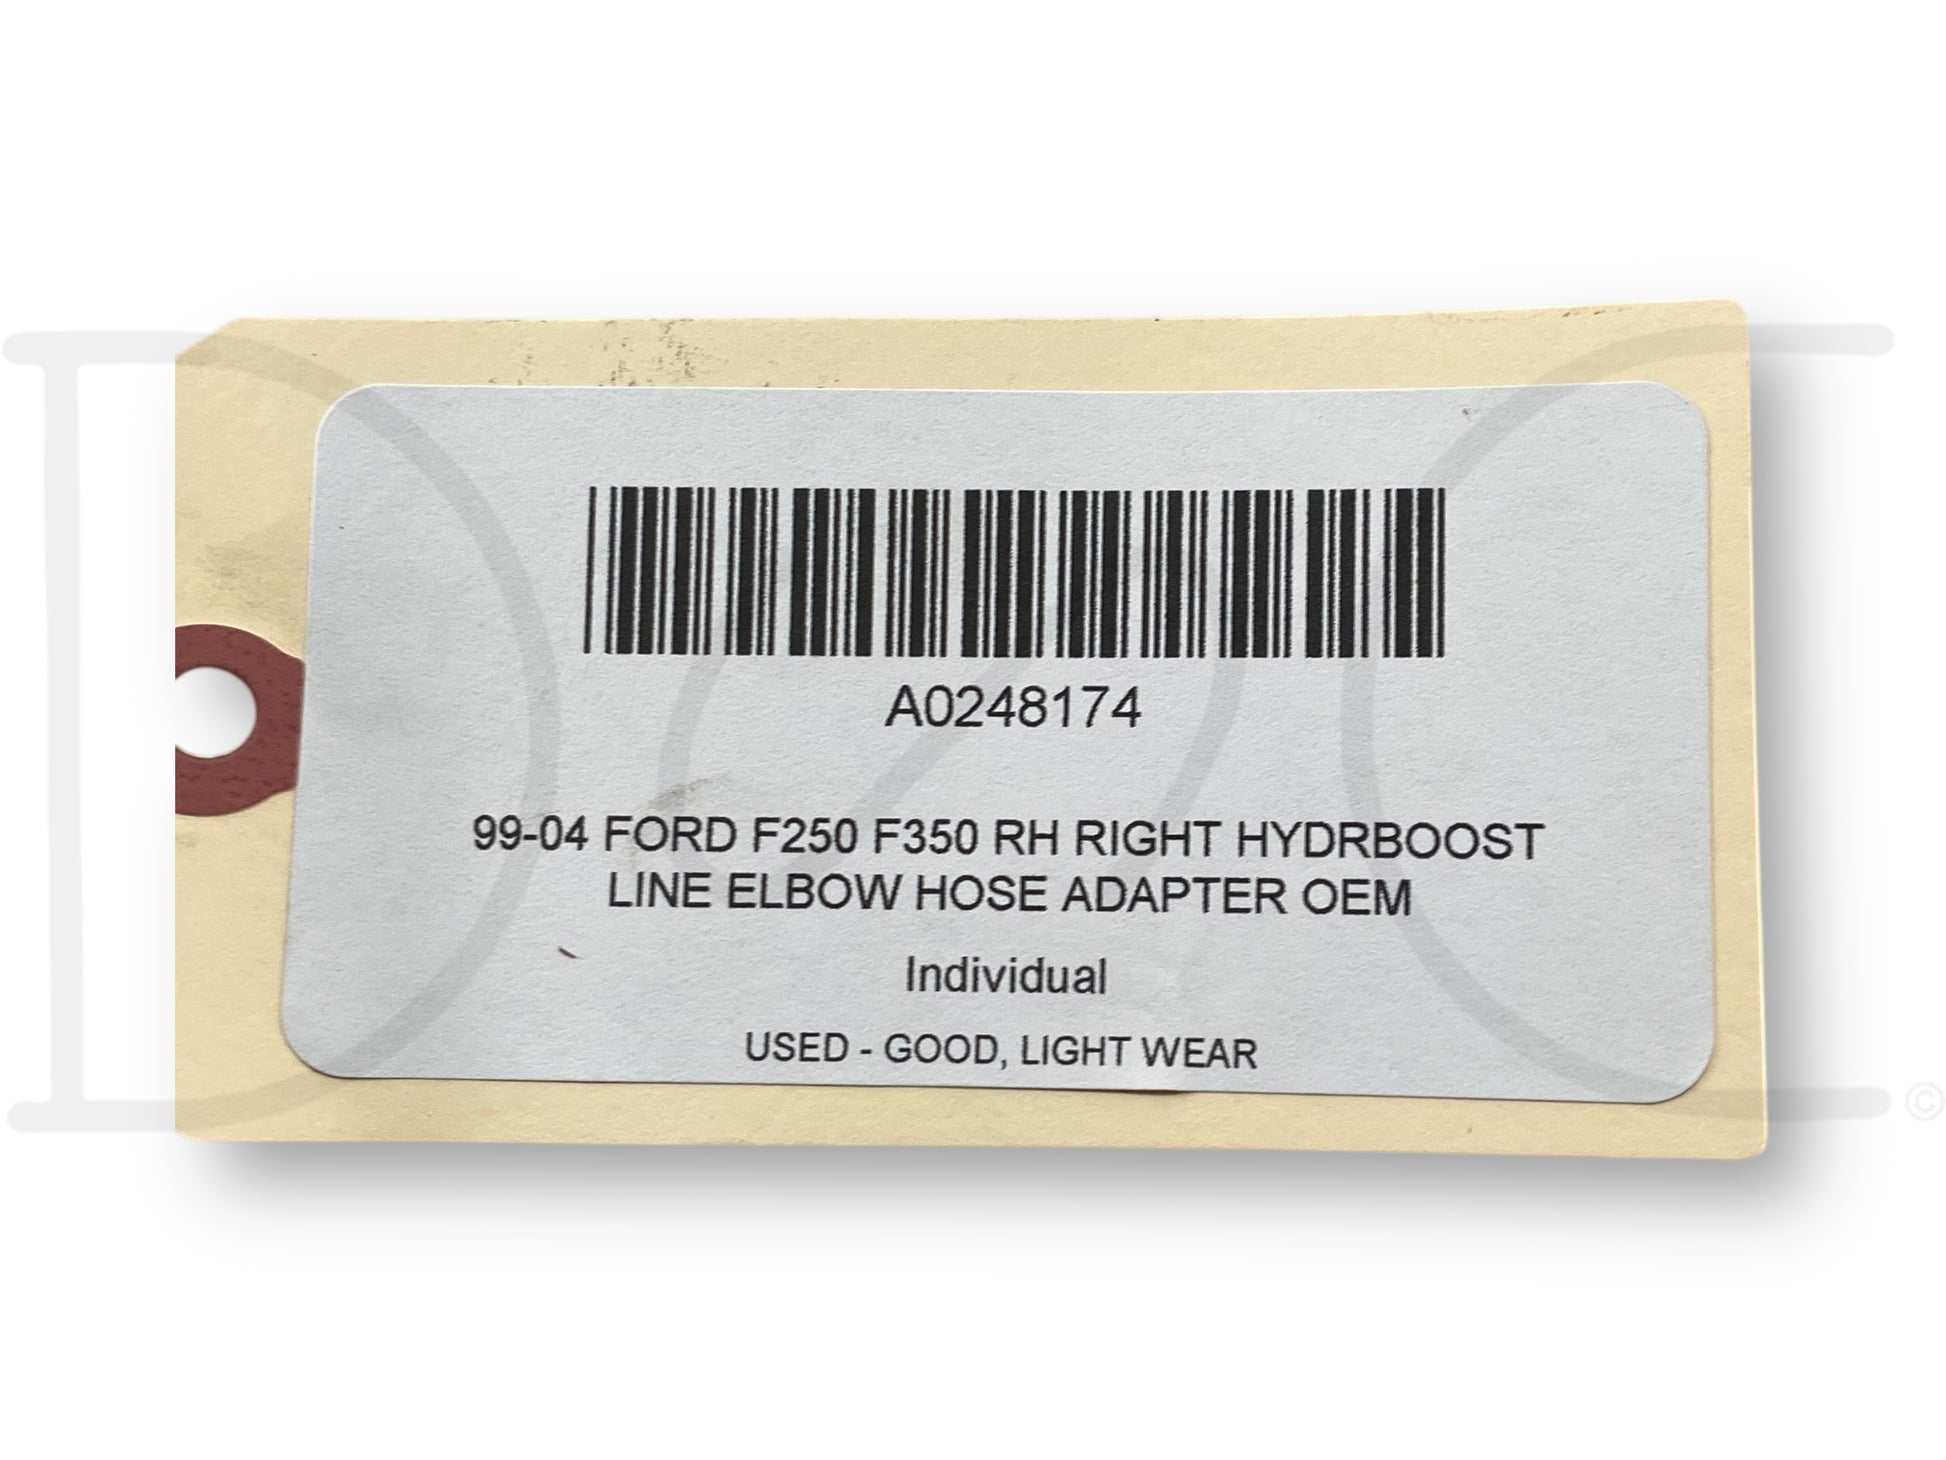 A0248174
99-04 FORD F250 F350 RH RIGHT HYDRBOOST
LINE ELBOW HOSE ADAPTER OEM
Individual
USED - GOOD, LIGHT WEAR
©